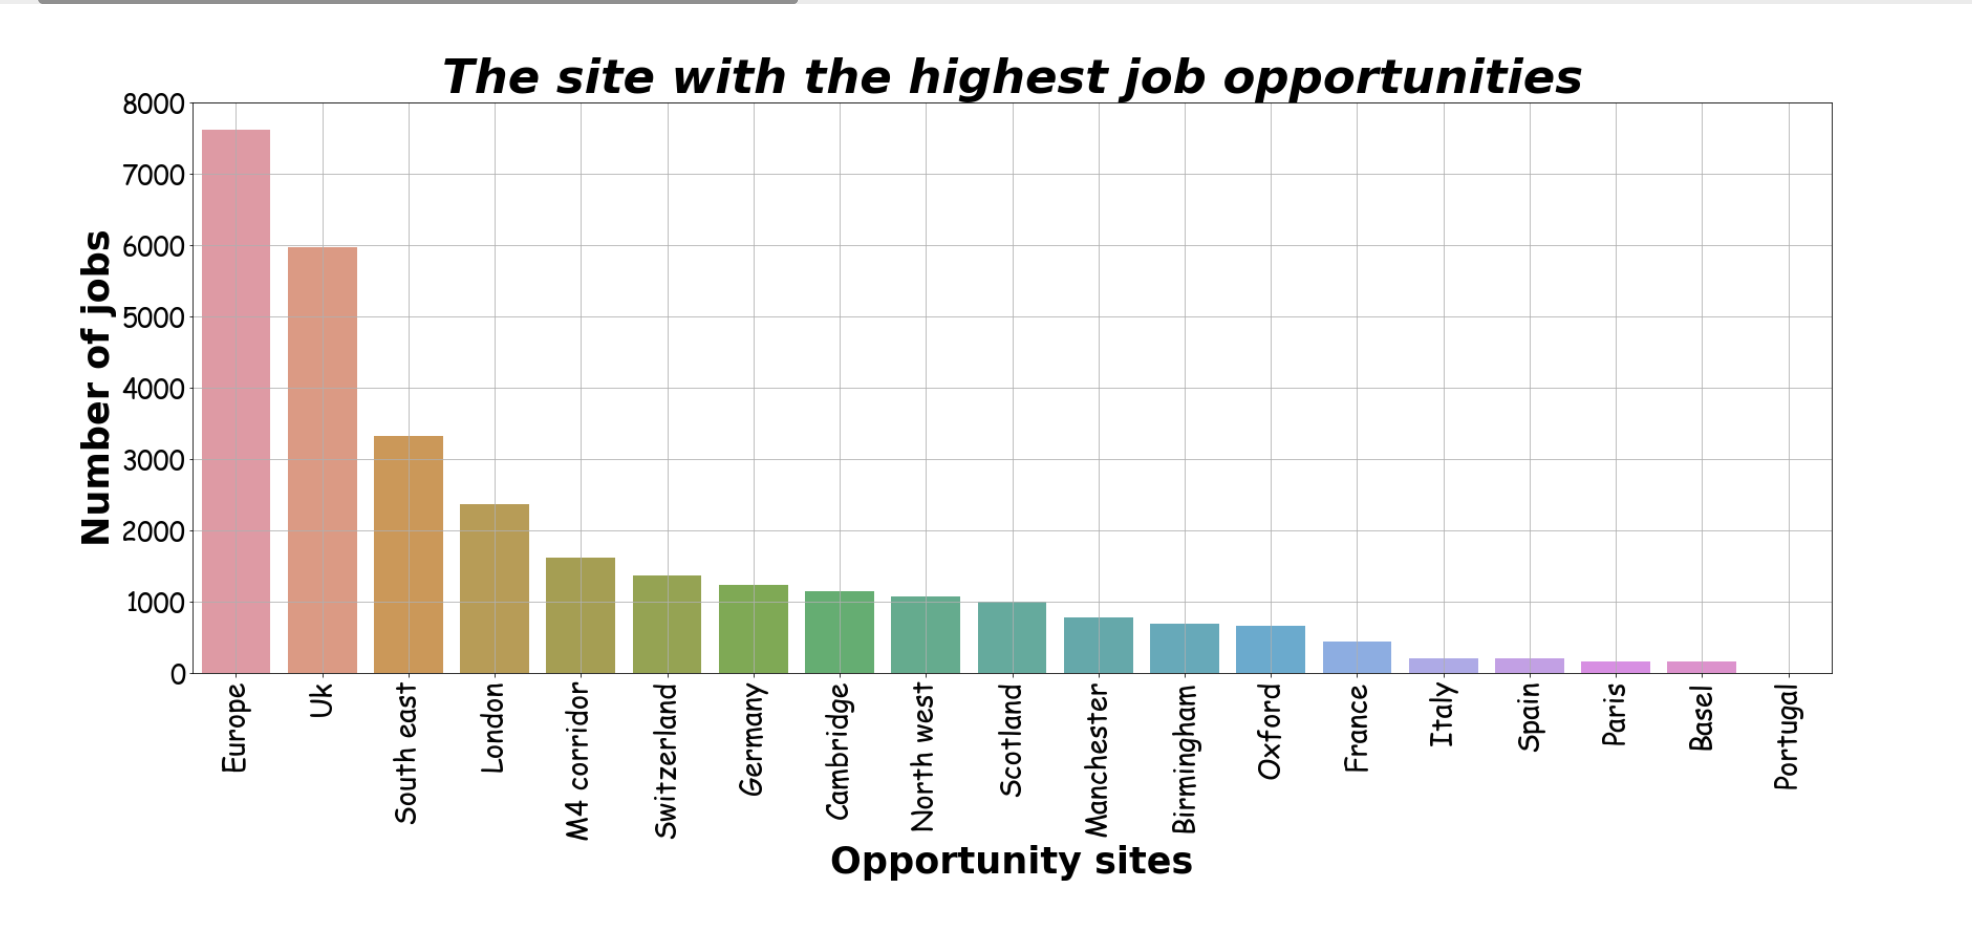 The site with the highest job opportunities
8000
7000
6000
5000
4000
3000
2000
1000
0
Number of jobs
Europe
Uk
South east
London
M4 corridor
Switzerland
Germany
Cambridge
North west
Scotland
Manchester
Birmingham
Oxford
France
Italy
Spain
Paris
Basel
Portugal
Opportunity sites